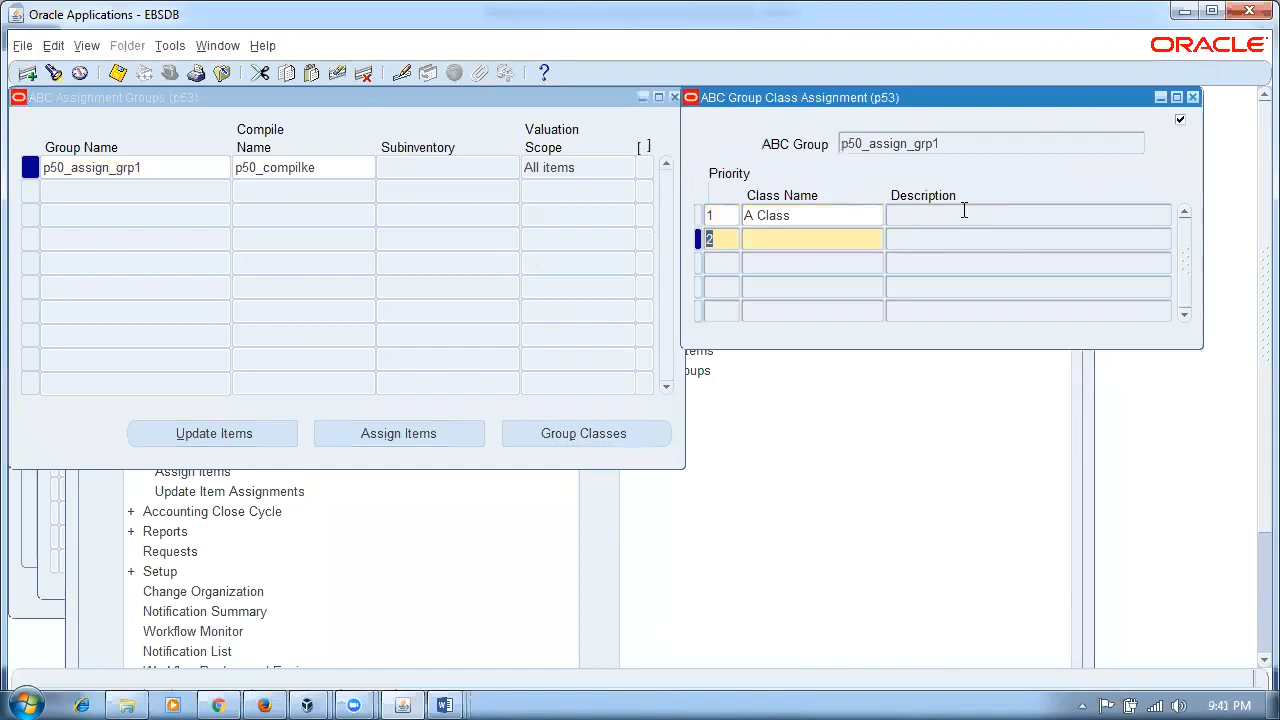 Oracle Applications - EBSDB
File Edit View Folder Tools Window Help
ORACLE
ABC Assignment Groups (p53)
Group Name
Compile Name
Subinventory
Valuation Scope
[ ]
p50_assign_grp1 p50_compilke All items
Update Items Assign Items Group Classes
ABC Group Class Assignment (p53)
ABC Group p50_assign_grp1
Priority
Class Name Description
1 A Class
2
Assign Items
Update Item Assignments
+ Accounting Close Cycle
+ Reports
Requests
+ Setup
Change Organization
Notification Summary
Workflow Monitor
Notification List
9:41 PM